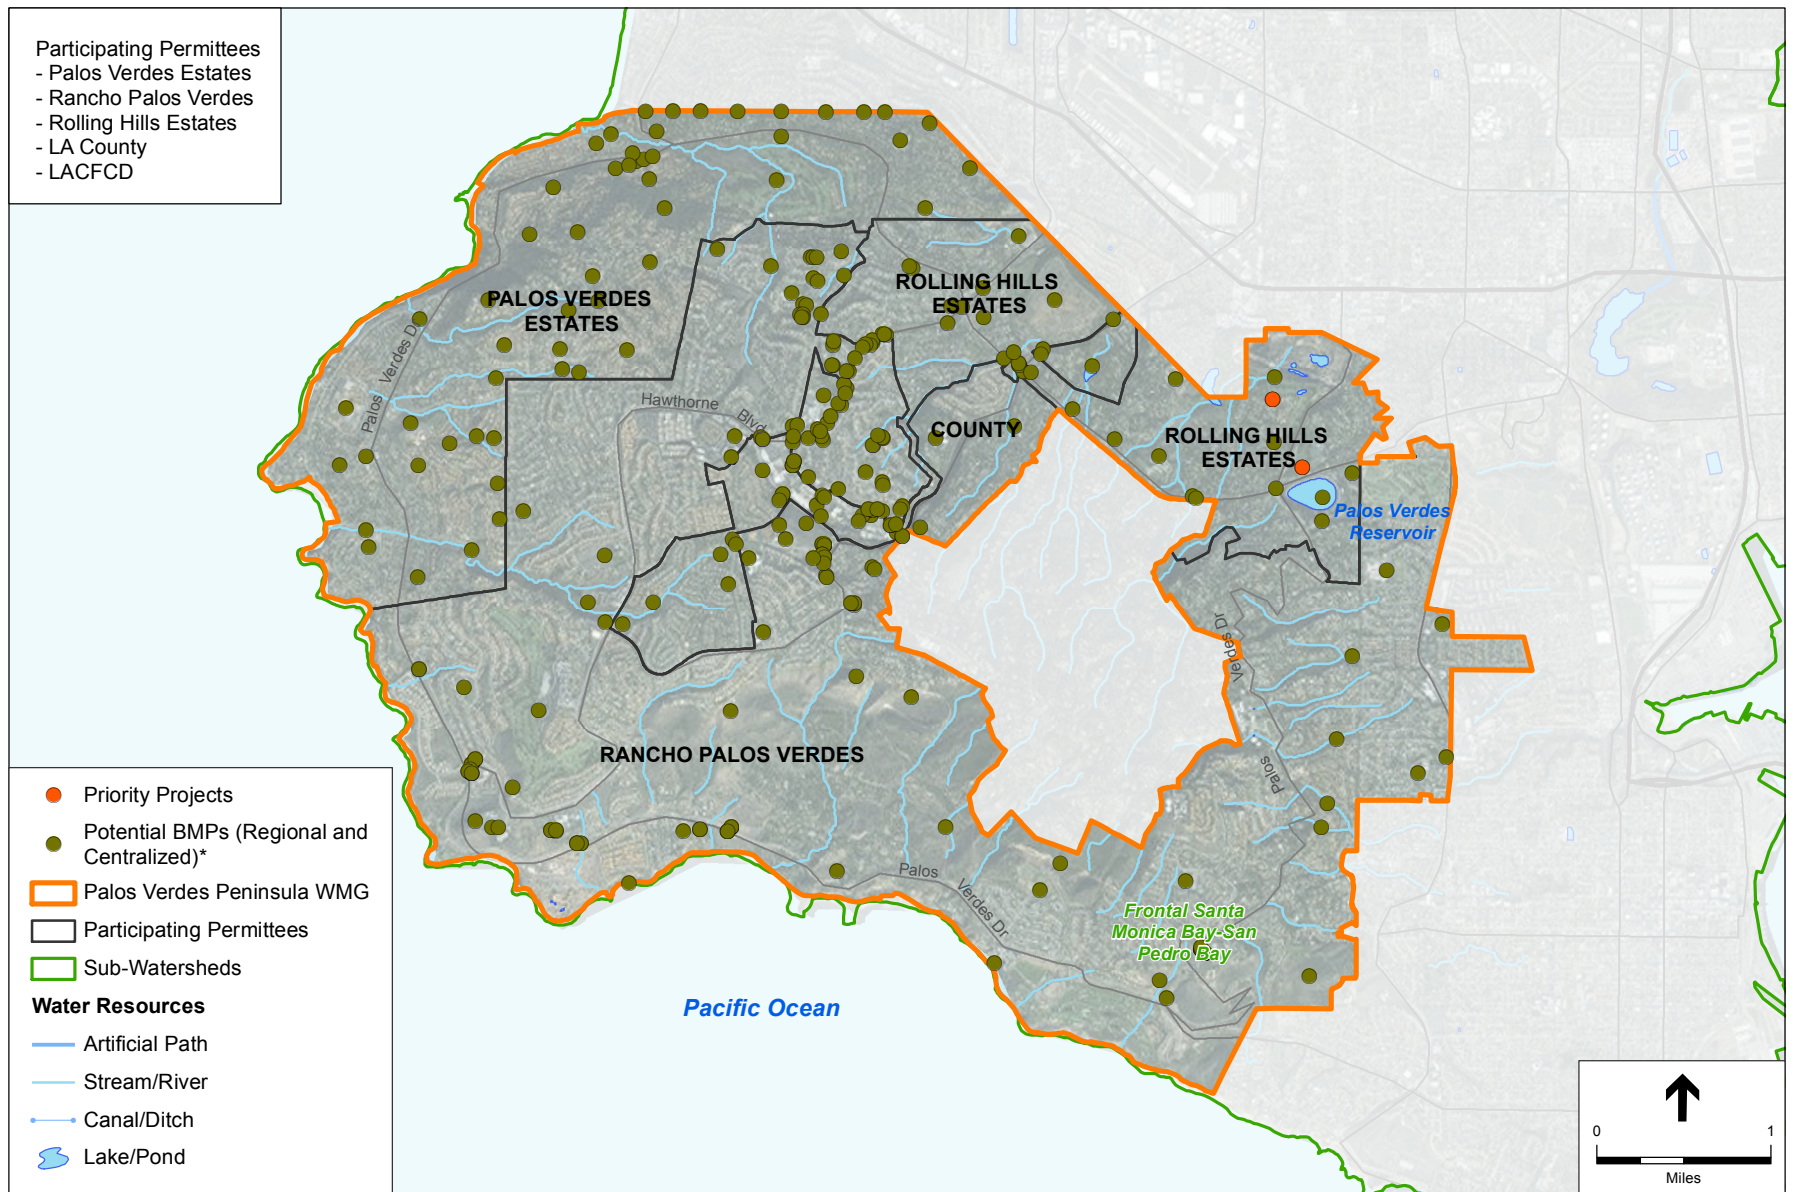 Participating Permittees
- Palos Verdes Estates
- Rancho Palos Verdes
- Rolling Hills Estates
- LA County
- LACFCD
PALOS VERDES
ESTATES
ROLLING HILLS
ESTATES
Palos Verdes Dr
Hawthorne Blvd
COUNTY
ROLLING HILLS
ESTATES
Palos Verdes
Reservoir
Palos Verdes Dr
RANCHO PALOS VERDES
Palos Verdes Dr
Frontal Santa
Monica Bay-San
Pedro Bay
Pacific Ocean
Priority Projects
Potential BMPs (Regional and
Centralized)*
Palos Verdes Peninsula WMG
Participating Permittees
Sub-Watersheds
Water Resources
Artificial Path
Stream/River
Canal/Ditch
Lake/Pond
0 1
Miles